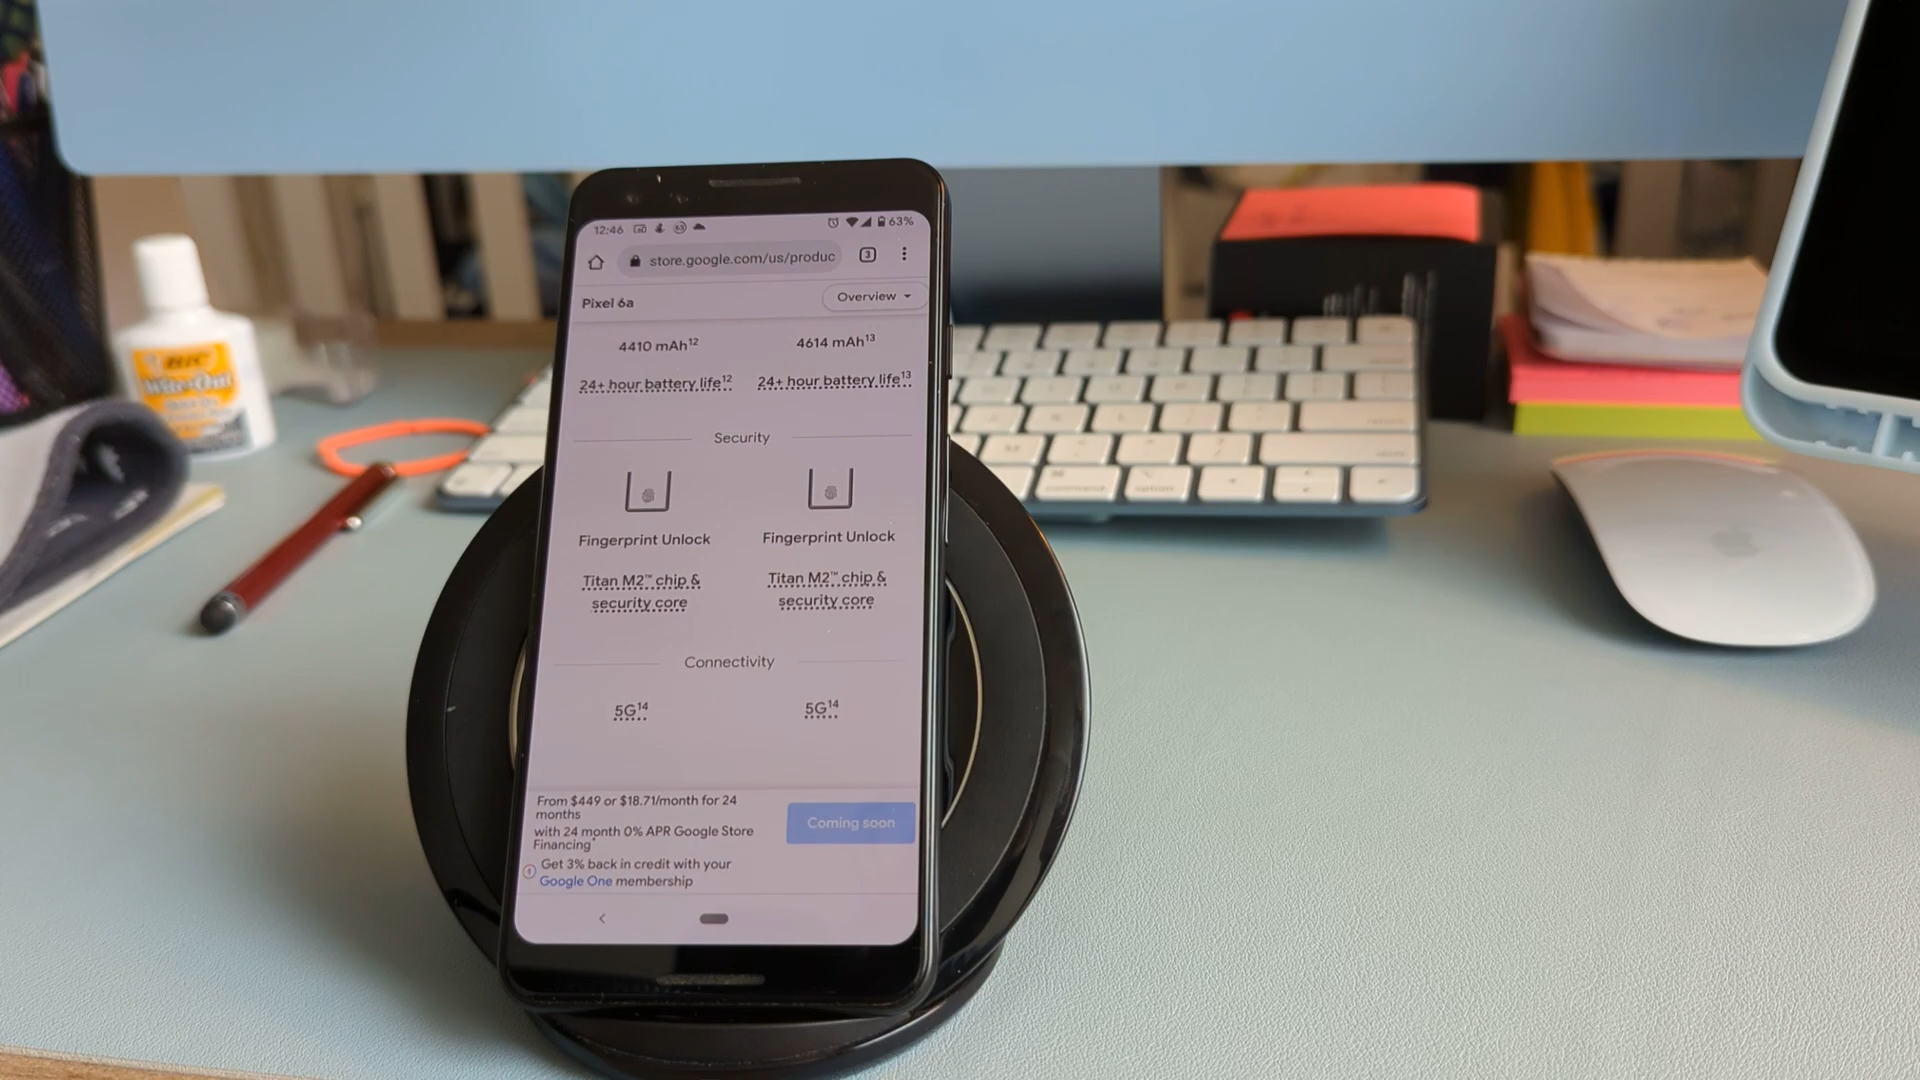 12:46
63%
store.google.com/us/produc
3
Pixel 6a
Overview
4410 mAh12
4614 mAh13
24+ hour battery life12
24+ hour battery life13
Security
Fingerprint Unlock
Fingerprint Unlock
Titan M2™ chip &
security core
Titan M2™ chip &
security core
Connectivity
5G14
5G14
From $449 or $18.71/month for 24
months
with 24 month 0% APR Google Store
Financing*
Coming soon
Get 3% back in credit with your
Google One membership
BIC
Wite-Out
command
option